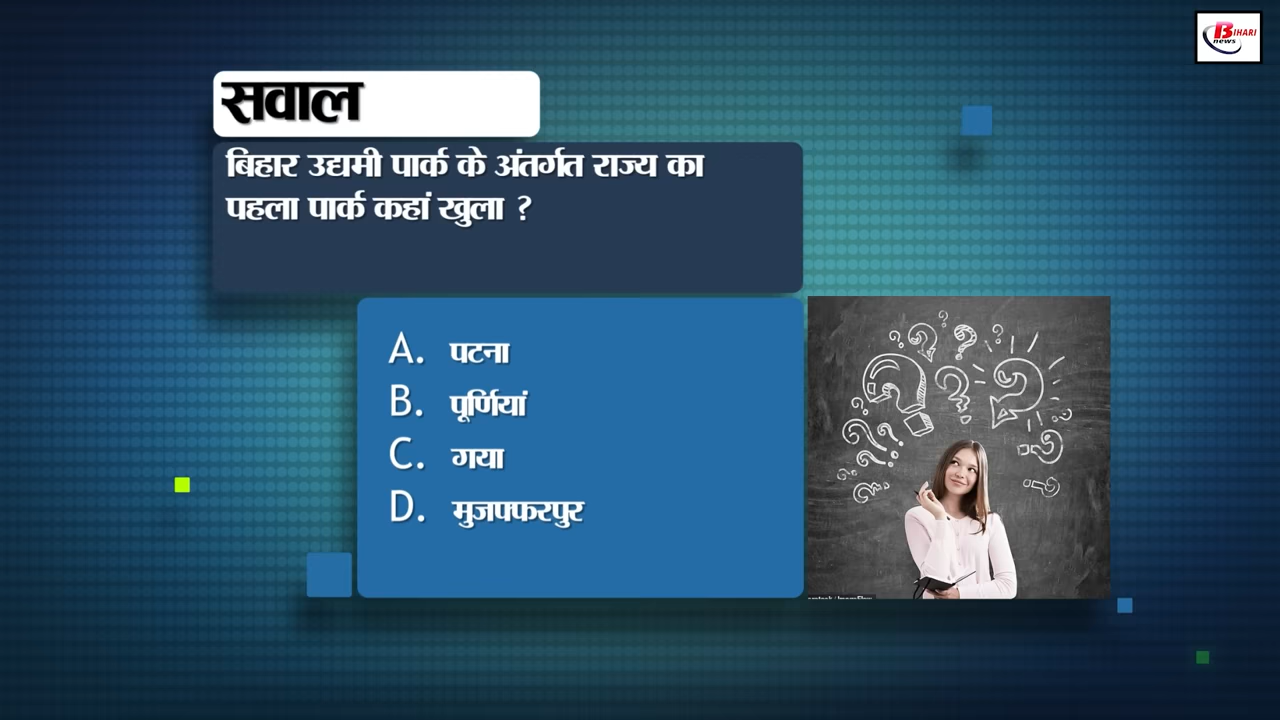 BIHARI
news
सवाल
बिहार उद्यमी पार्क के अंतर्गत राज्य का
पहला पार्क कहां खुला ?
A. पटना
B. पूर्णियां
C. गया
D. मुजफ्फरपुर